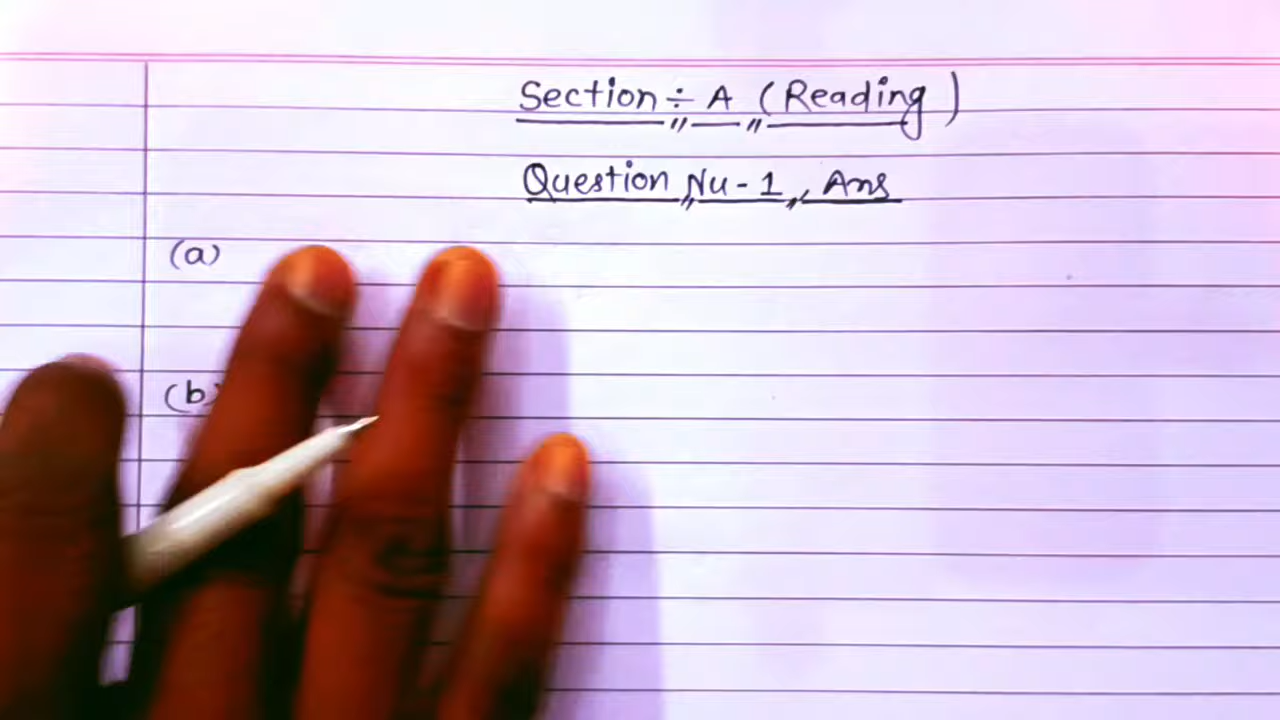 Section ÷ A (Reading)
Question Nu-1, Ans
(a)
(b)